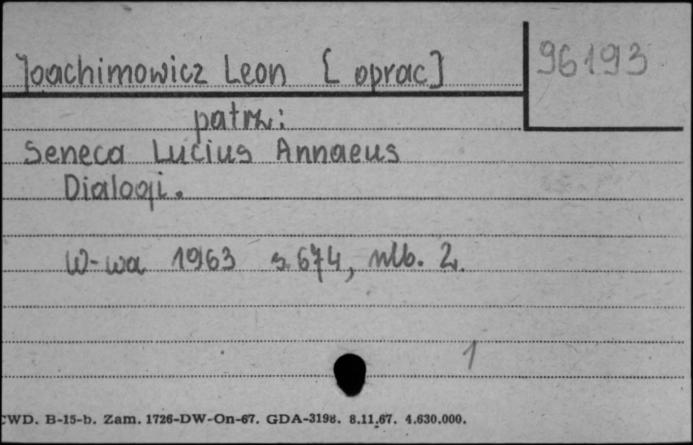 Joachimowicz Leon [oprac]
96193
patrz:
Seneca Lucius Annaeus
Dialogi.
W-wa 1963 s. 674, nlb. 2.
1
CWD. B-15-b. Zam. 1726-DW-On-67. GDA-3198. 8.11.67. 4.630.000.